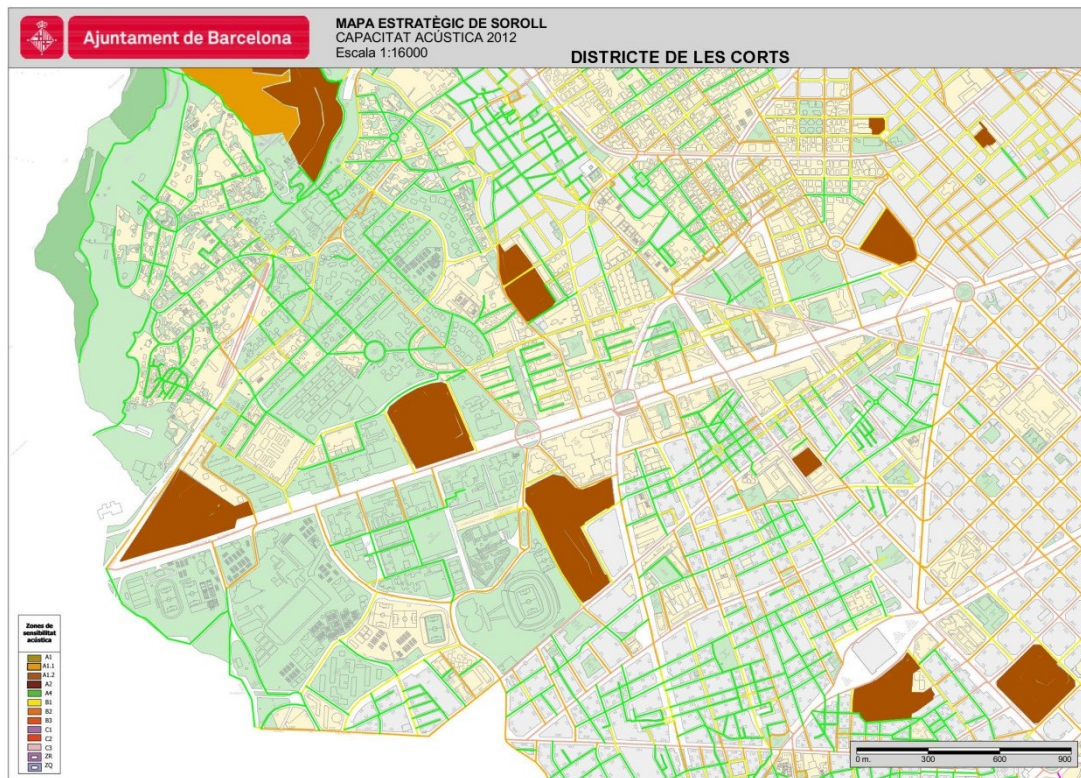 Ajuntament de Barcelona
MAPA ESTRATÈGIC DE SOROLL
CAPACITAT ACÚSTICA 2012
Escala 1:16000
DISTRICTE DE LES CORTS
Zones de
sensibilitat
acústica
A1
A1.1
A1.2
A2
A4
B1
B2
B3
C1
C2
C3
ZR
ZQ
0 m. 300 600 900